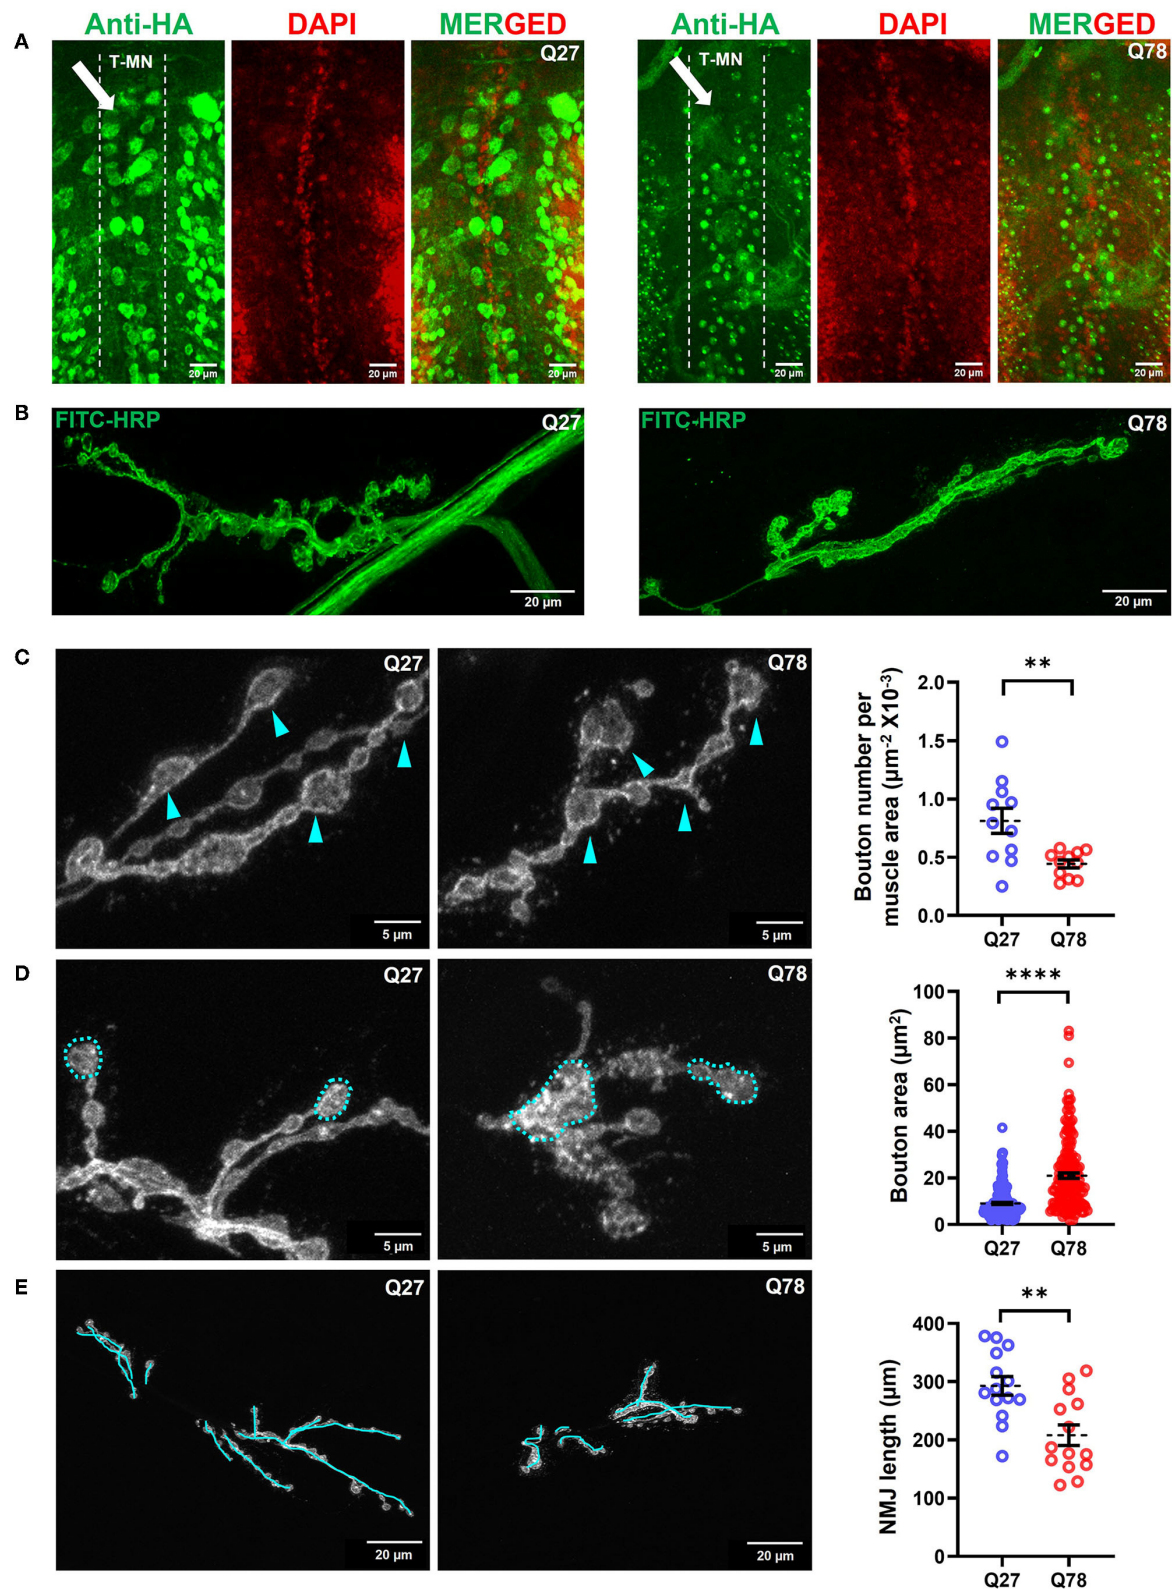 A
Anti-HA DAPI MERGED Anti-HA DAPI MERGED
T-MN Q27 T-MN Q78
20 µm 20 µm 20 µm 20 µm 20 µm 20 µm
B
FITC-HRP Q27 FITC-HRP Q78
20 µm 20 µm
C
Q27 Q78
5 µm 5 µm
Bouton number per
muscle area (µm⁻² X10⁻³)
**
2.0
1.5
1.0
0.5
0.0
Q27 Q78
D
Q27 Q78
5 µm 5 µm
Bouton area (µm²)
****
100
80
60
40
20
0
Q27 Q78
E
Q27 Q78
20 µm 20 µm
NMJ length (µm)
**
400
300
200
100
0
Q27 Q78